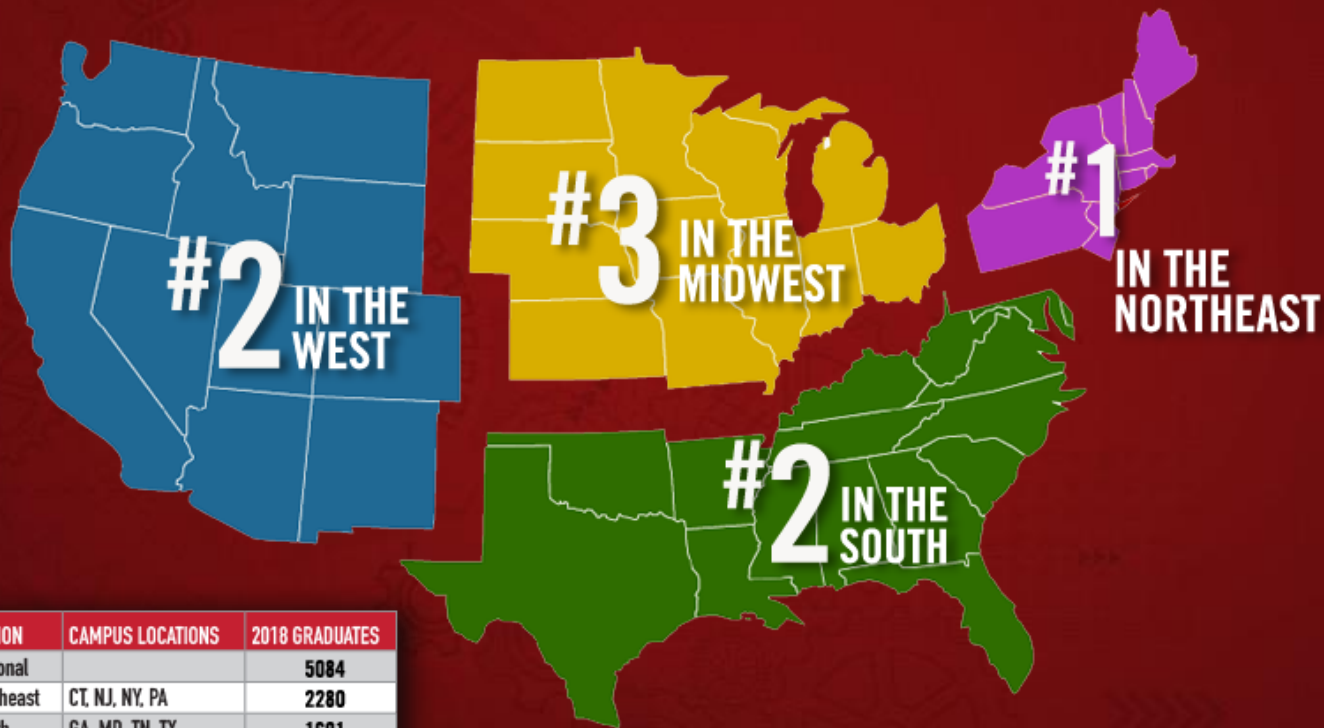 #1
IN THE
NORTHEAST
#3
IN THE
MIDWEST
#2
IN THE
WEST
#2
IN THE
SOUTH
CAMPUS LOCATIONS 2018 GRADUATES
5084
CT, NJ, NY, PA 2280